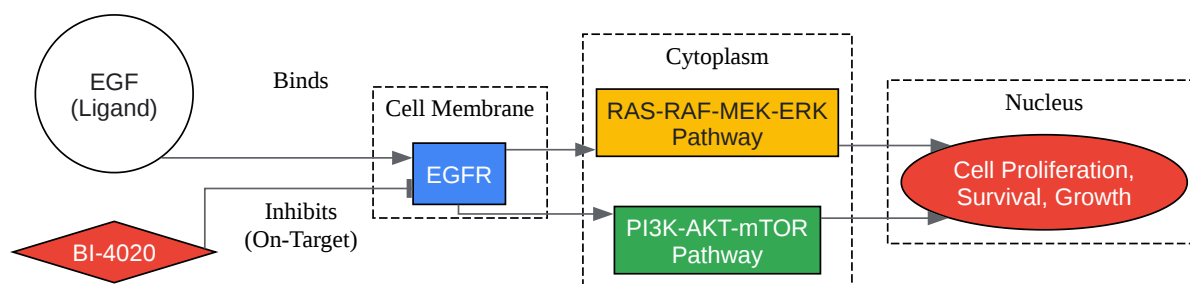 EGF
(Ligand)
Binds
Cell Membrane
EGFR
Inhibits
(On-Target)
BI-4020
Cytoplasm
RAS-RAF-MEK-ERK
Pathway
PI3K-AKT-mTOR
Pathway
Nucleus
Cell Proliferation,
Survival, Growth